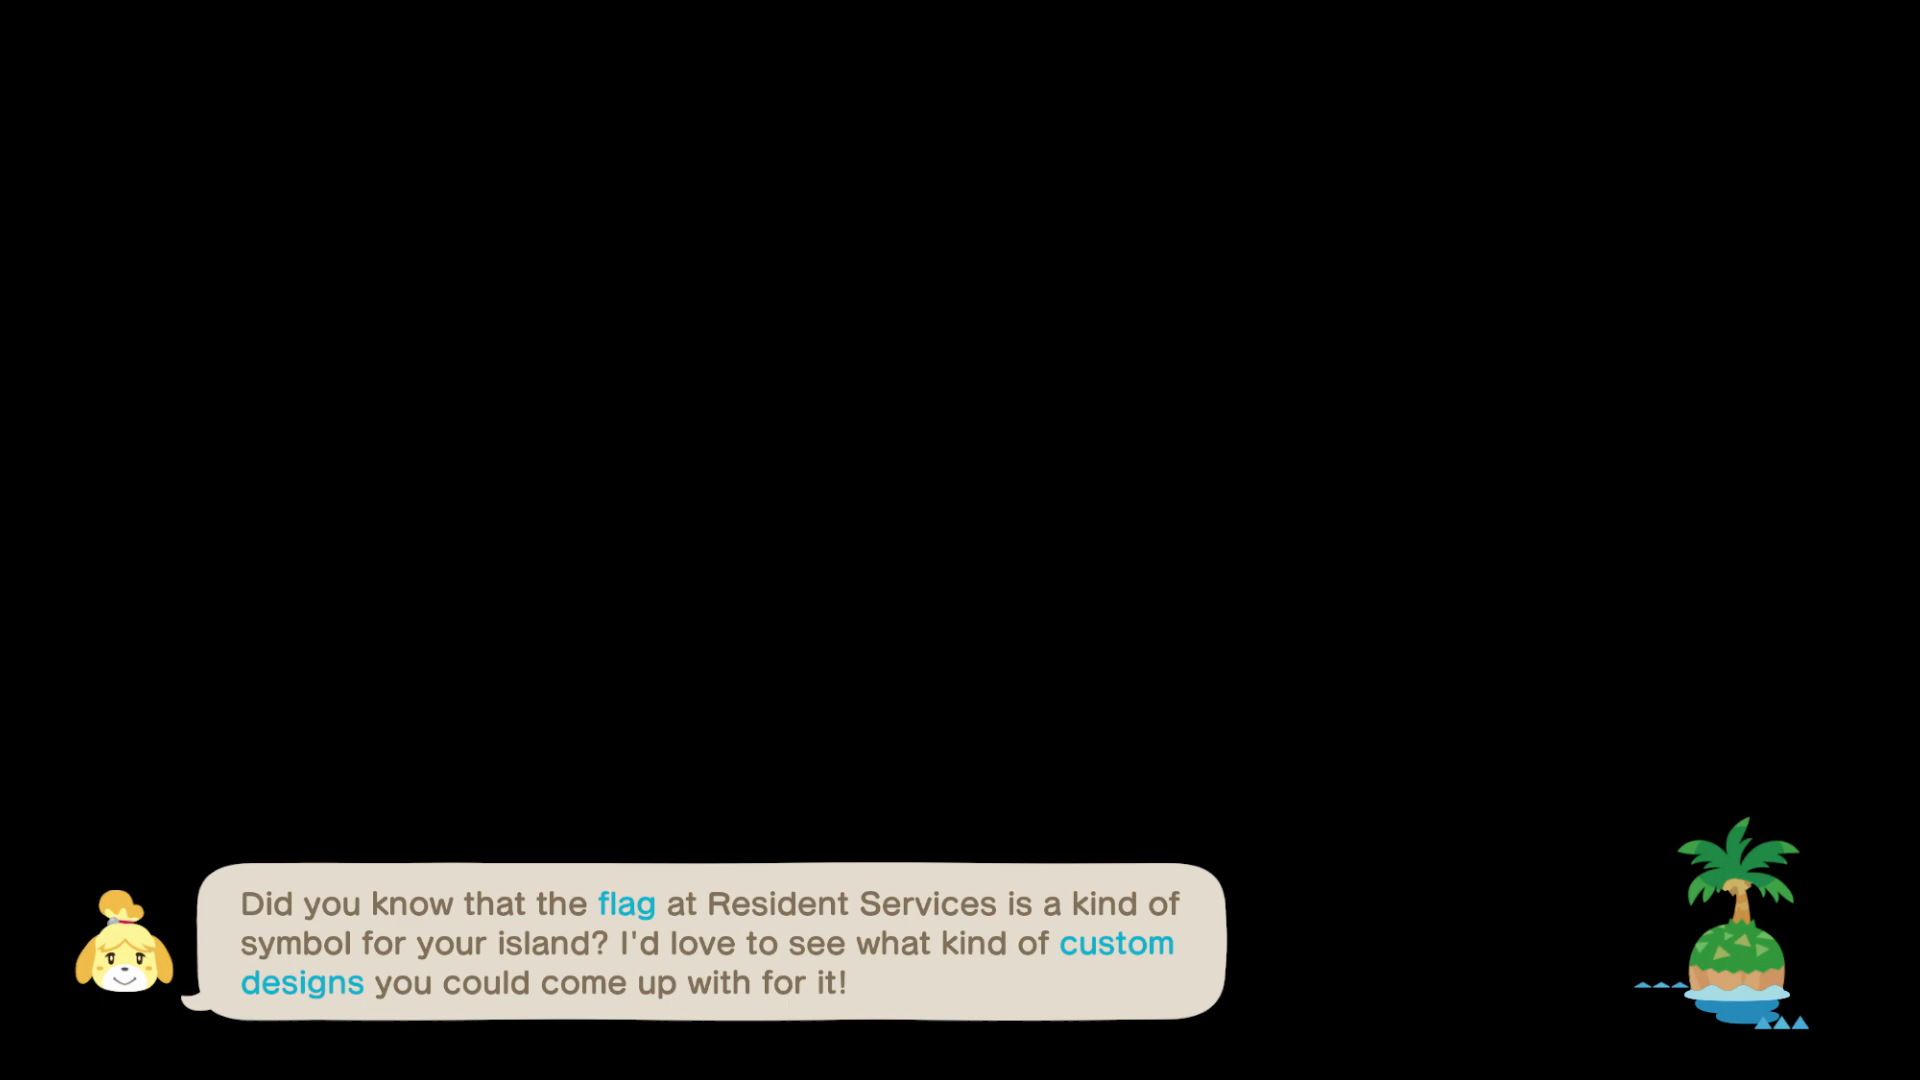 Did you know that the flag at Resident Services is a kind of
symbol for your island? I'd love to see what kind of custom
designs you could come up with for it!